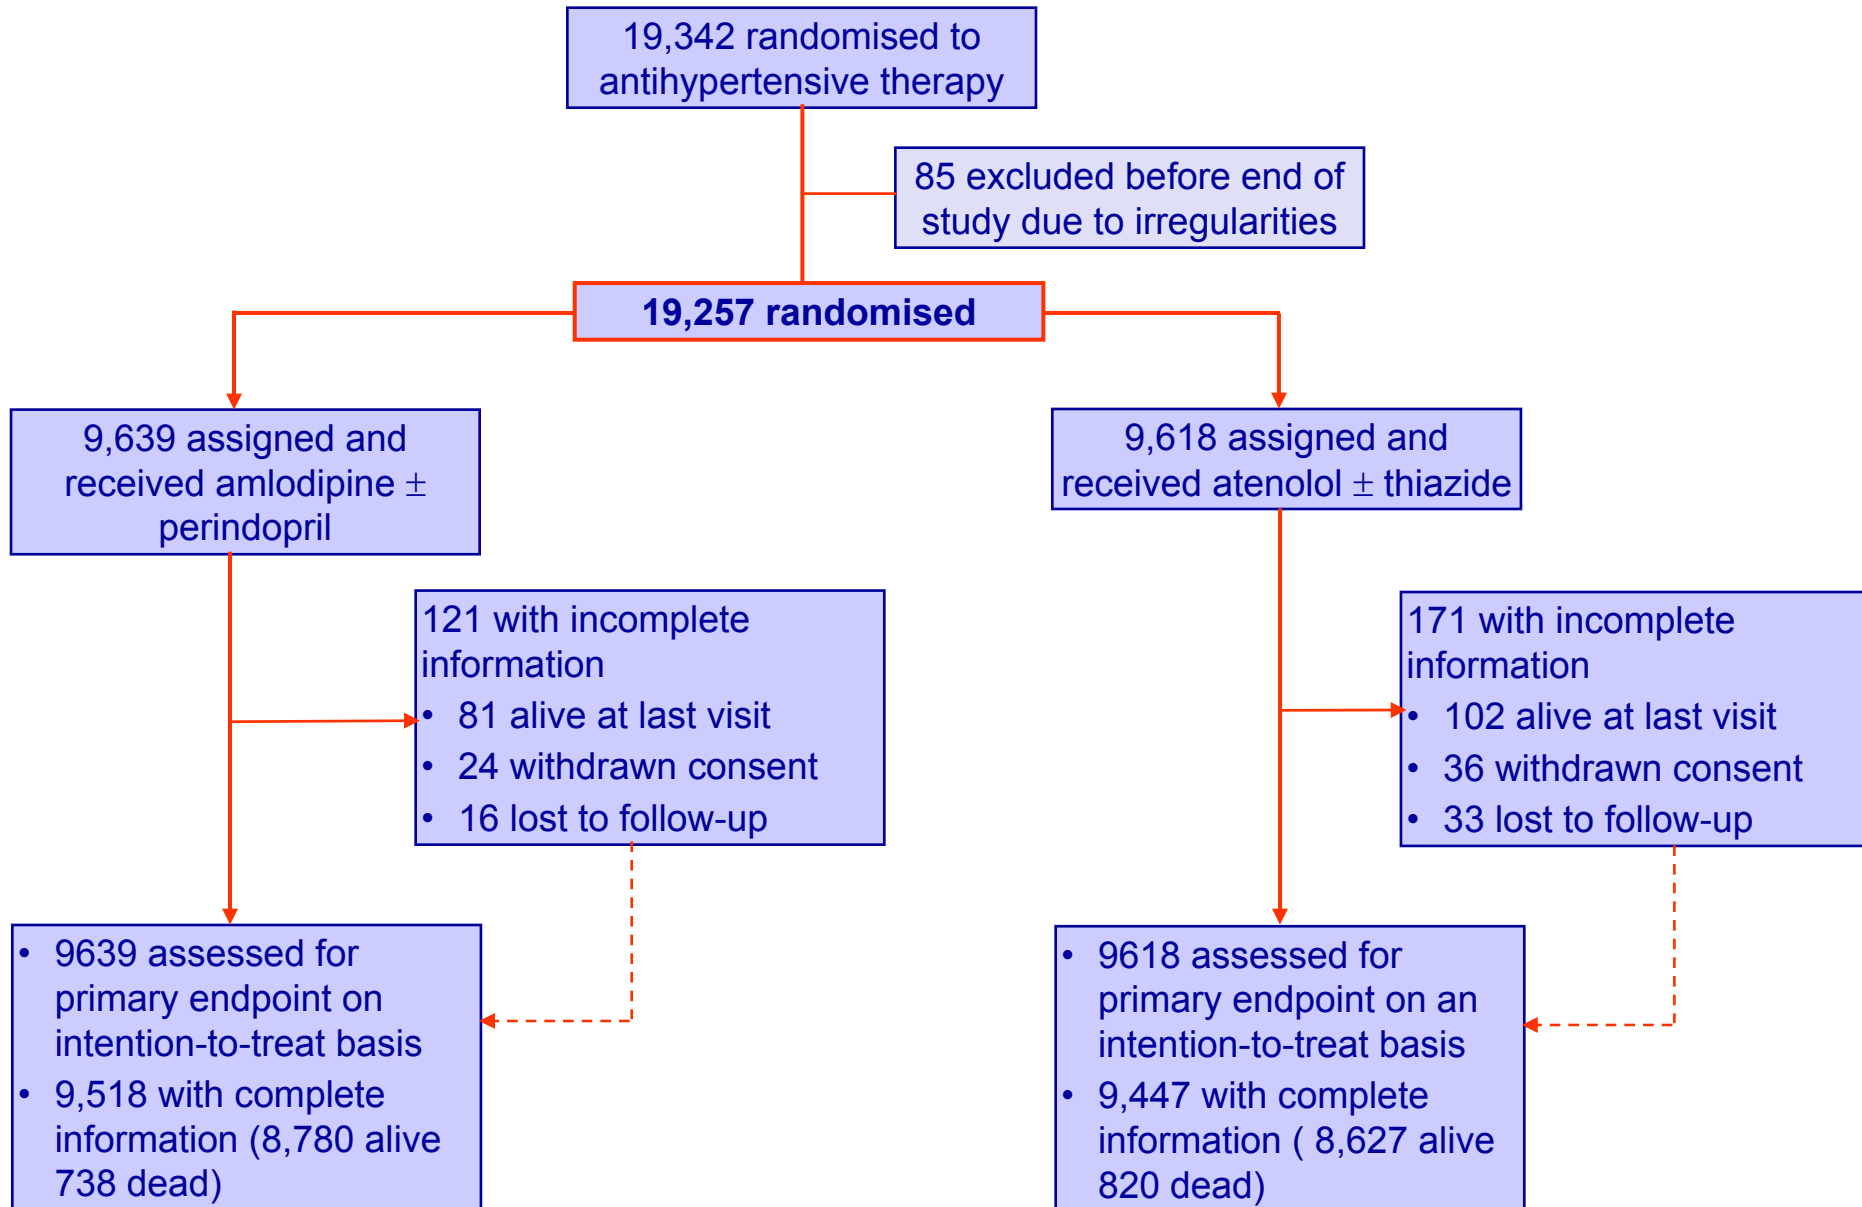 19,342 randomised to
antihypertensive therapy
85 excluded before end of
study due to irregularities
19,257 randomised
9,639 assigned and
received amlodipine ±
perindopril
9,618 assigned and
received atenolol ± thiazide
121 with incomplete
information
• 81 alive at last visit
• 24 withdrawn consent
• 16 lost to follow-up
171 with incomplete
information
• 102 alive at last visit
• 36 withdrawn consent
• 33 lost to follow-up
• 9639 assessed for
primary endpoint on
intention-to-treat basis
• 9,518 with complete
information (8,780 alive
738 dead)
• 9618 assessed for
primary endpoint on an
intention-to-treat basis
• 9,447 with complete
information ( 8,627 alive
820 dead)